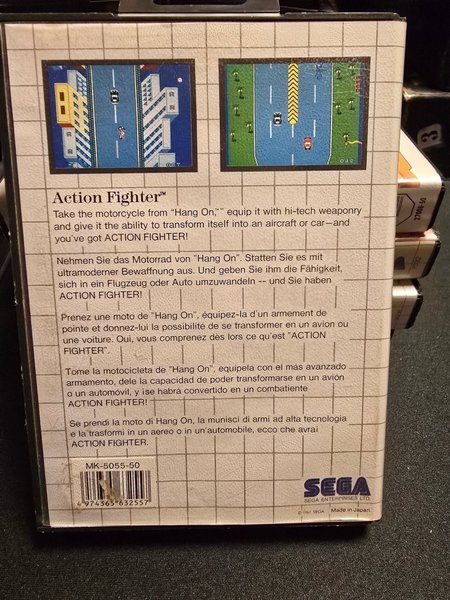 Action Fighter™
Take the motorcycle from “Hang On,” equip it with hi-tech weaponry
and give it the ability to transform itself into an aircraft or car—and
you've got ACTION FIGHTER!
Nehmen Sie das Motorrad von "Hang On". Statten Sie es mit
ultramoderner Bewaffnung aus. Und geben Sie ihm die Fähigkeit,
sich in ein Flugzeug oder Auto umzuwandeln -- und Sie haben
ACTION FIGHTER!
Prenez une moto de "Hang On", équipez-la d'un armement de
pointe et donnez-lui la possibilité de se transformer en un avion ou
une voiture. Oui, vous comprenez dès lors ce qu'est "ACTION
FIGHTER".
Tome la motocicleta de "Hang On", equipela con el más avanzado
armamento, dele la capacidad de poder transformarse en un avión
o un automóvil, y ¡se habrá convertido en un combatiente
ACTION FIGHTER!
Se prendi la moto di Hang On, la munisci di armi ad alta tecnologia
e la trasformi in un aereo o in un'automobile, ecco che avrai
ACTION FIGHTER.
MK-5055-50
4 974365 632557
SEGA
SEGA ENTERPRISES LTD.
© 1987 SEGA Made in Japan.
3